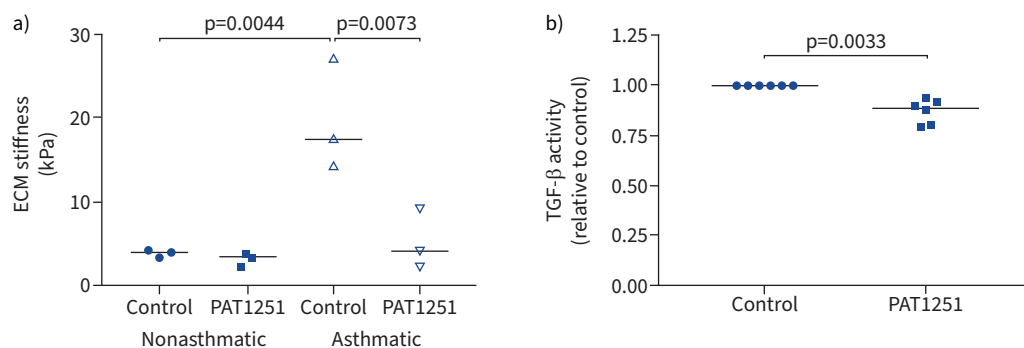 a)
p=0.0044
p=0.0073
30
20
10
0
ECM stiffness
(kPa)
Control
PAT1251
Control
PAT1251
Nonasthmatic
Asthmatic
b)
p=0.0033
1.25
1.00
0.75
0.50
0.25
0.00
TGF-β activity
(relative to control)
Control
PAT1251